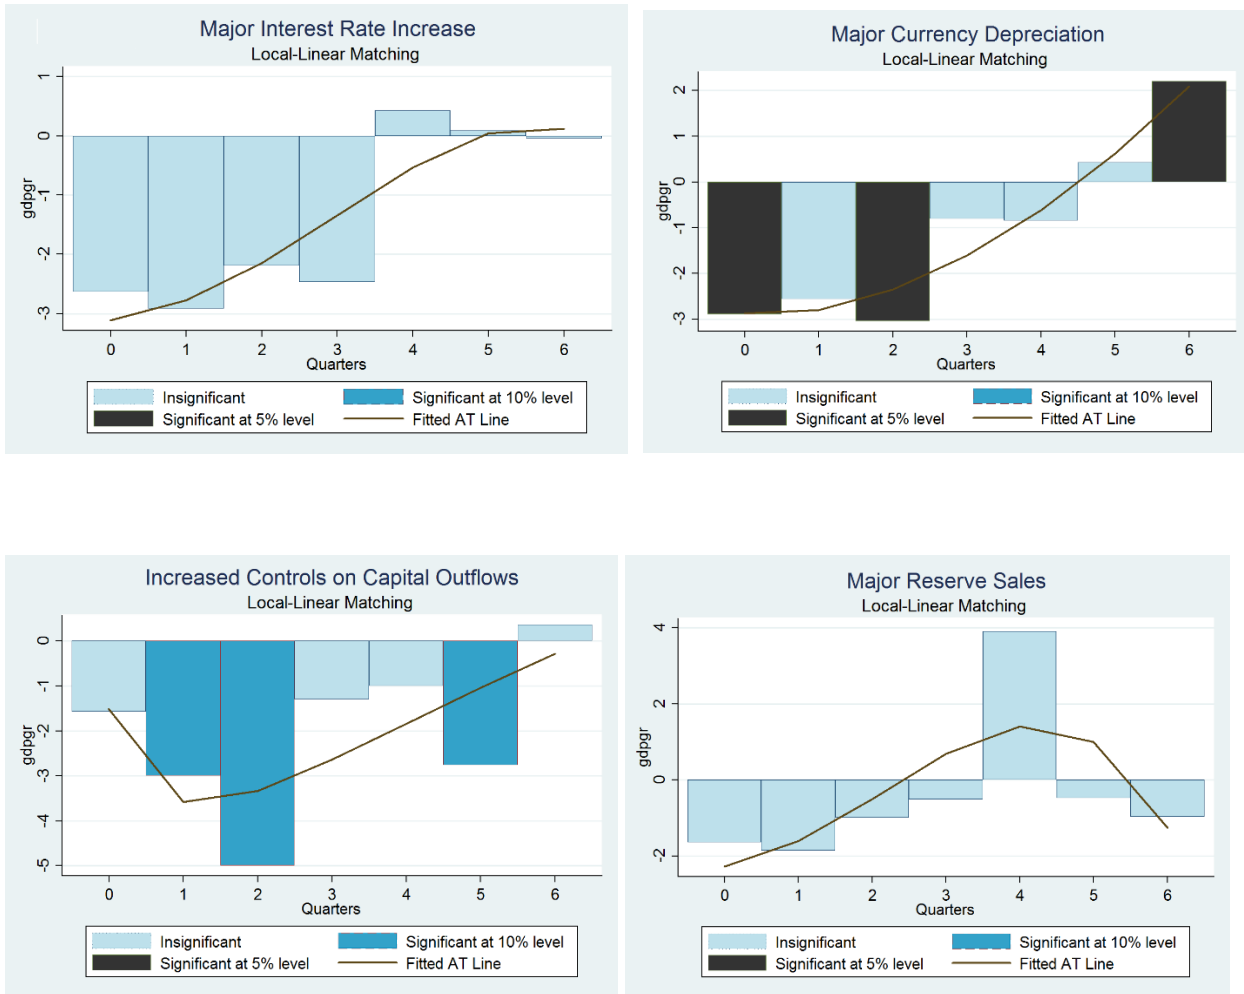 Major Interest Rate Increase
Local-Linear Matching
gdpgr
1
0
-1
-2
-3
0 1 2 3 4 5 6
Quarters
Insignificant Significant at 10% level
Significant at 5% level Fitted AT Line
Major Currency Depreciation
Local-Linear Matching
gdpgr
2
1
0
-1
-2
-3
0 1 2 3 4 5 6
Quarters
Insignificant Significant at 10% level
Significant at 5% level Fitted AT Line
Increased Controls on Capital Outflows
Local-Linear Matching
gdpgr
0
-1
-2
-3
-4
-5
0 1 2 3 4 5 6
Quarters
Insignificant Significant at 10% level
Significant at 5% level Fitted AT Line
Major Reserve Sales
Local-Linear Matching
gdpgr
4
2
0
-2
0 1 2 3 4 5 6
Quarters
Insignificant Significant at 10% level
Significant at 5% level Fitted AT Line